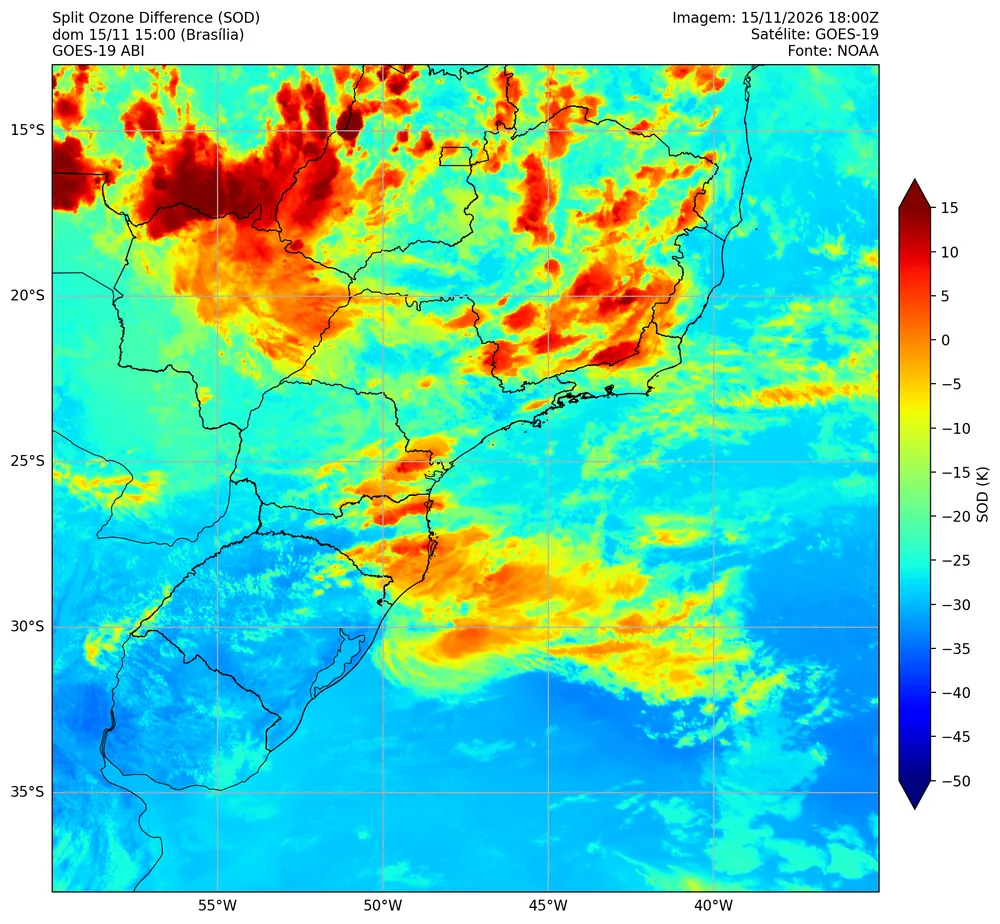 Split Ozone Difference (SOD)
dom 15/11 15:00 (Brasília)
GOES-19 ABI
Imagem: 15/11/2026 18:00Z
Satélite: GOES-19
Fonte: NOAA
15°S
20°S
25°S
30°S
35°S
55°W
50°W
45°W
40°W
15
10
5
0
−5
−10
−15
−20
−25
−30
−35
−40
−45
−50
SOD (K)